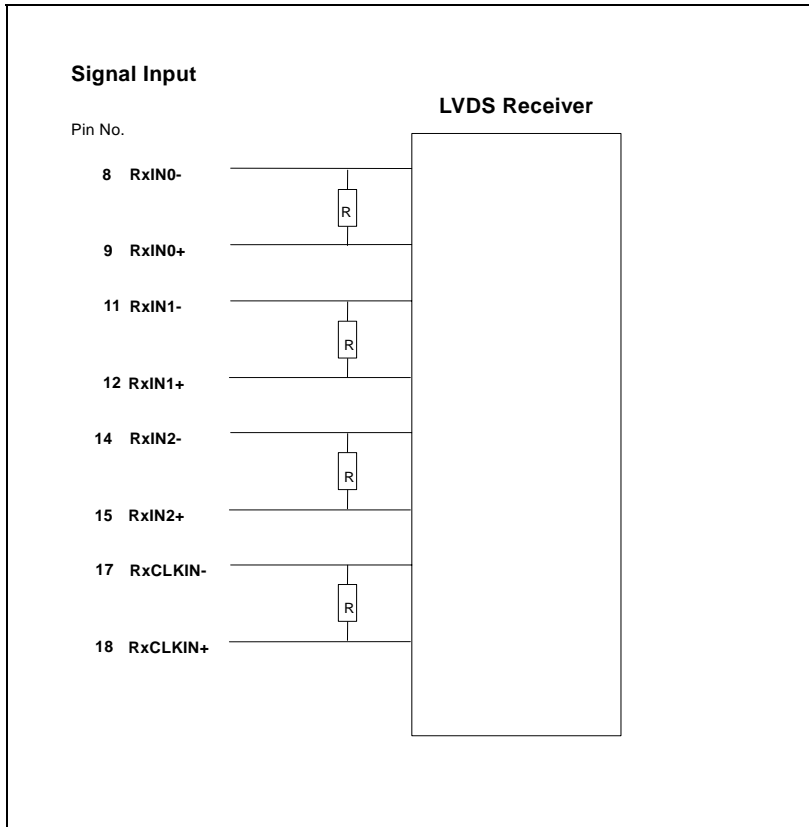 Signal Input
LVDS Receiver
Pin No.
8 RxIN0-
R
9 RxIN0+
11 RxIN1-
R
12 RxIN1+
14 RxIN2-
R
15 RxIN2+
17 RxCLKIN-
R
18 RxCLKIN+